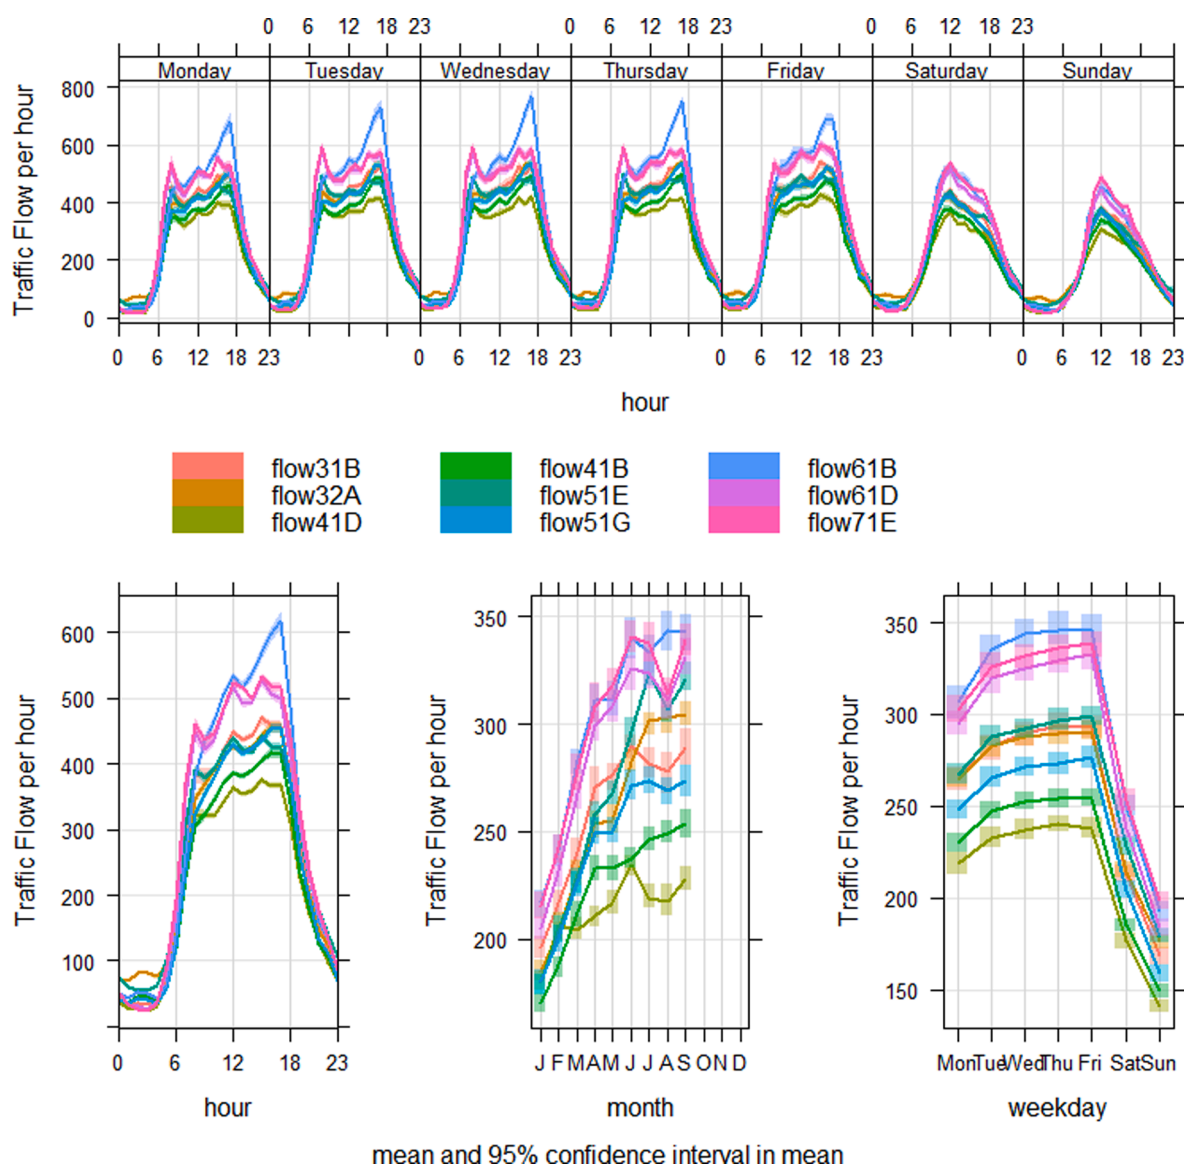 0 6 12 18 23 0 6 12 18 23 0 6 12 18 23
Monday Tuesday Wednesday Thursday Friday Saturday Sunday
Traffic Flow per hour
800
600
400
200
0
0 6 12 18 23 0 6 12 18 23 0 6 12 18 23 0 6 12 18 23
hour
flow31B flow41B flow61B
flow32A flow51E flow61D
flow41D flow51G flow71E
Traffic Flow per hour
600
500
400
300
200
100
0 6 12 18 23
hour
Traffic Flow per hour
350
300
250
200
J F M A M J J A S O N D
month
Traffic Flow per hour
350
300
250
200
150
Mon Tue Wed Thu Fri Sat Sun
weekday
mean and 95% confidence interval in mean